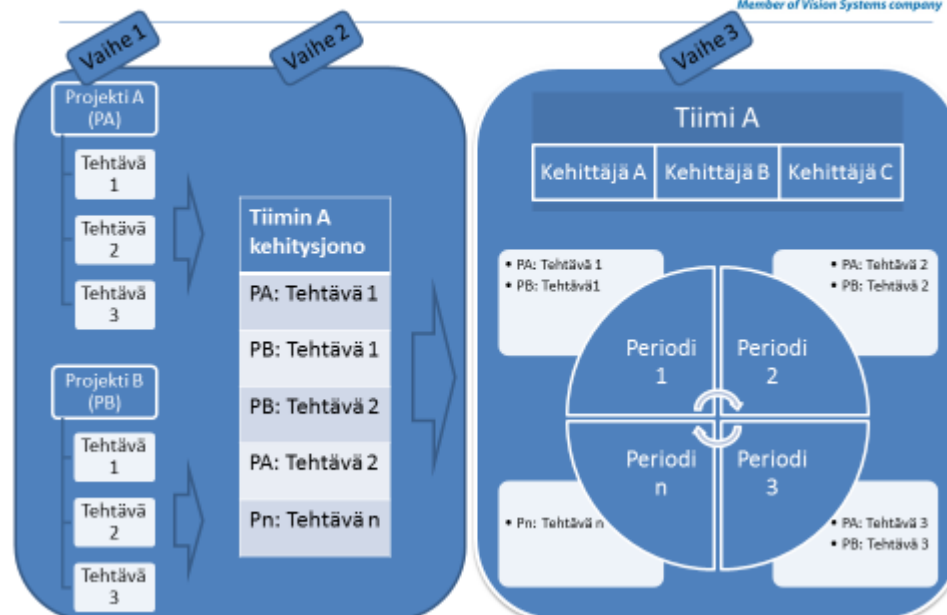 Member of Vision Systems company
Vaihe 1
Vaihe 2
Vaihe 3
Projekti A
(PA)
Tehtävä
1
Tehtävä
2
Tehtävä
3
Projekti B
(PB)
Tehtävä
1
Tehtävä
2
Tehtävä
3
Tiimin A
kehitysjono
PA: Tehtävä 1
PB: Tehtävä 1
PB: Tehtävä 2
PA: Tehtävä 2
Pn: Tehtävä n
Tiimi A
Kehittäjä A
Kehittäjä B
Kehittäjä C
• PA: Tehtävä 1
• PB: Tehtävä1
• PA: Tehtävä 2
• PB: Tehtävä 2
Periodi
1
Periodi
2
Periodi
n
Periodi
3
• Pn: Tehtävä n
• PA: Tehtävä 3
• PB: Tehtävä 3